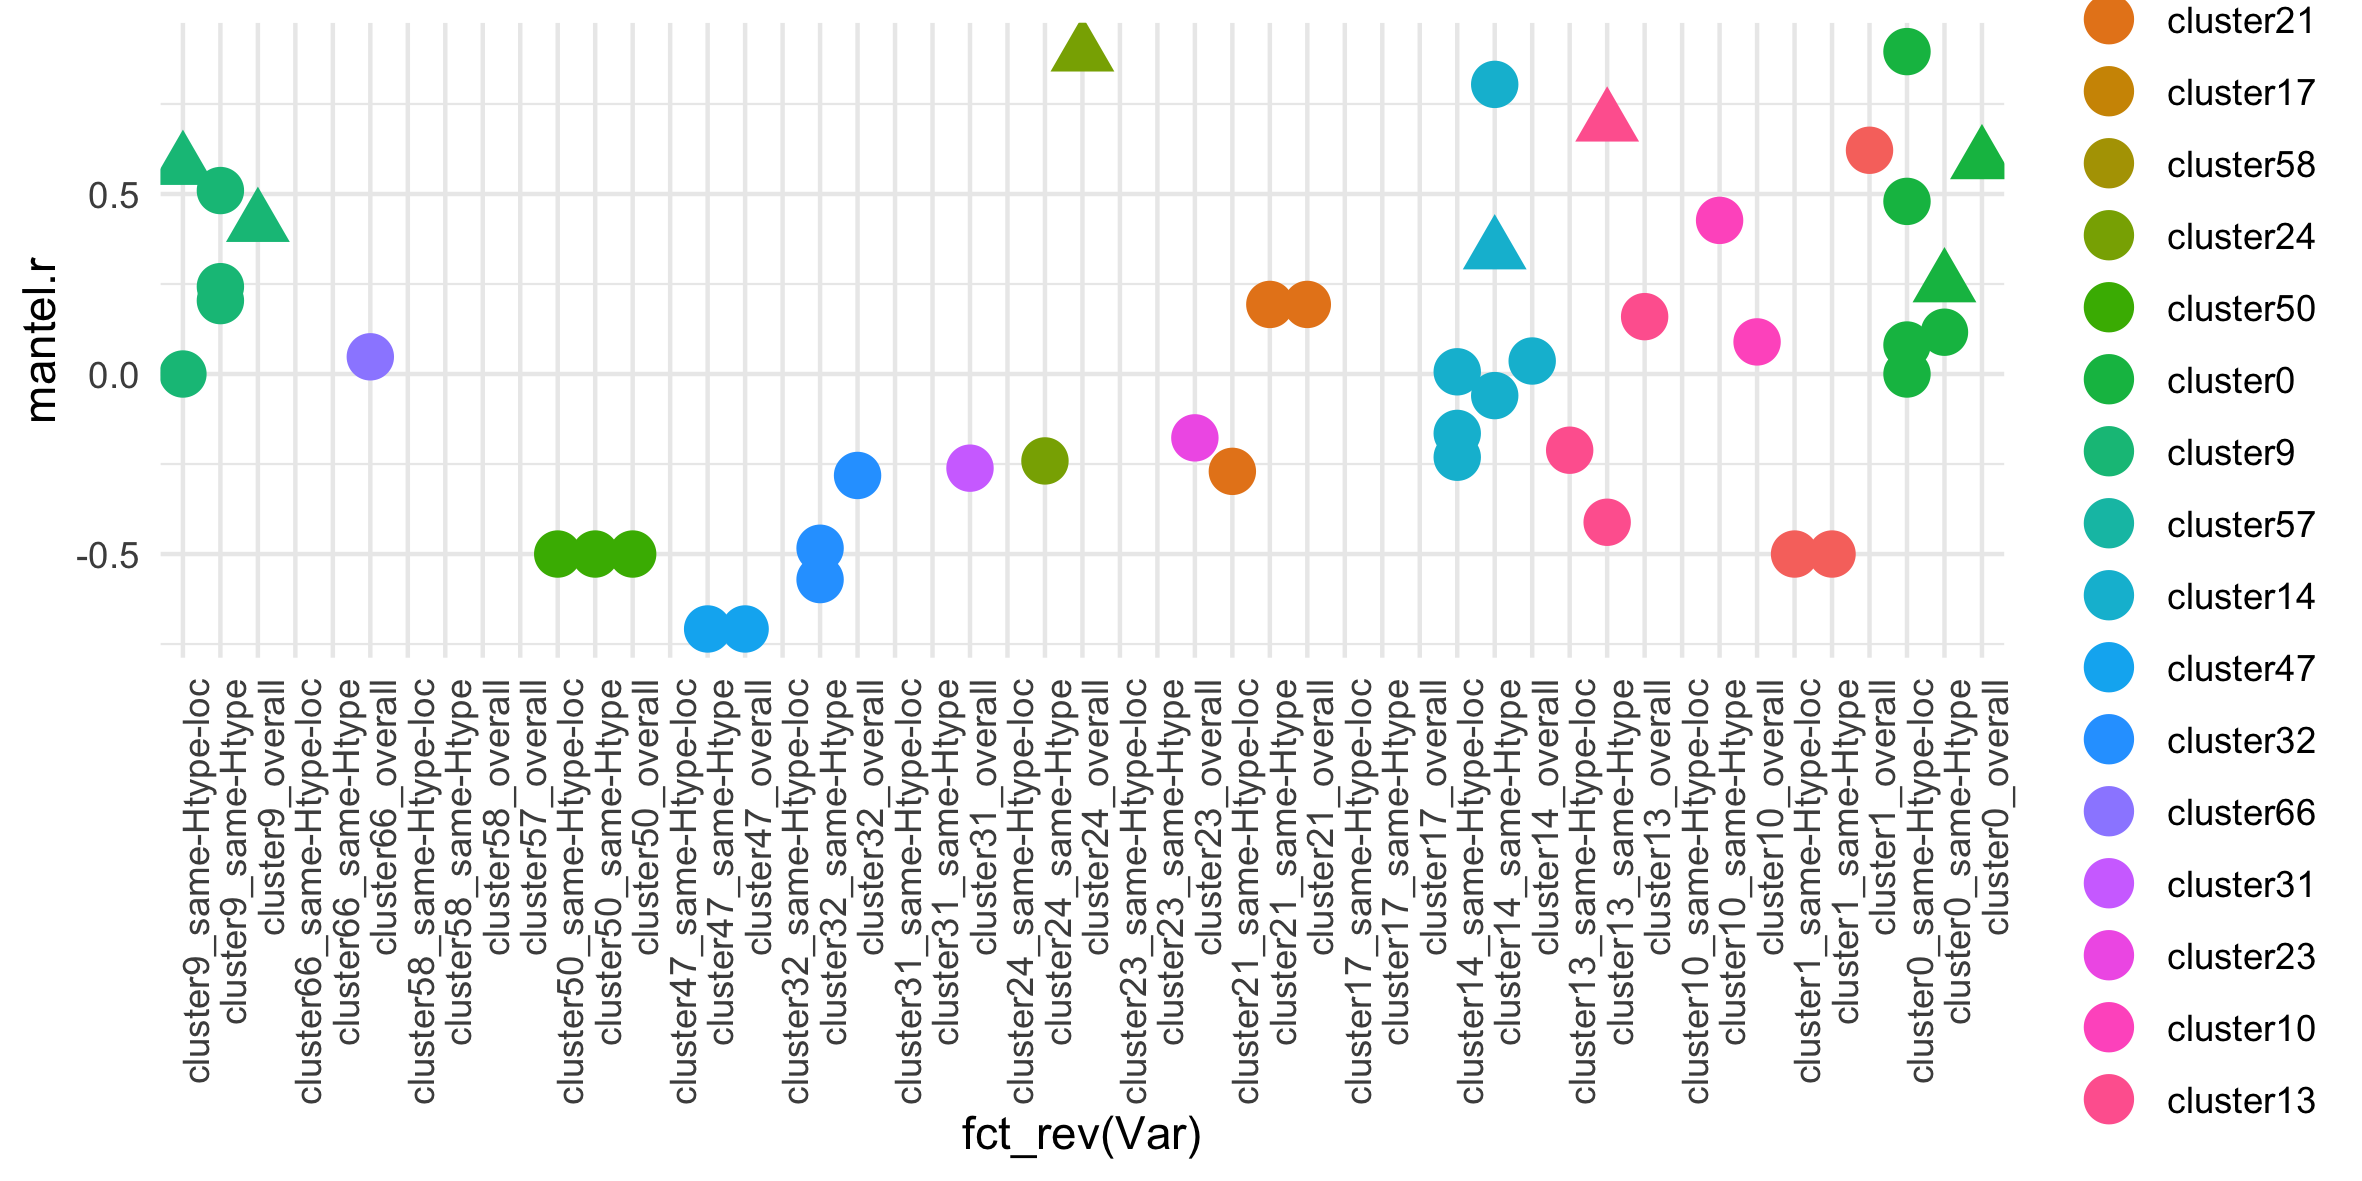 mantel.r
0.5
0.0
-0.5
cluster9_same-Htype-loc
cluster9_same-Htype
cluster9_overall
cluster66_same-Htype-loc
cluster66_same-Htype
cluster66_overall
cluster58_same-Htype-loc
cluster58_same-Htype
cluster58_overall
cluster57_overall
cluster50_same-Htype-loc
cluster50_same-Htype
cluster50_overall
cluster47_same-Htype-loc
cluster47_same-Htype
cluster47_overall
cluster32_same-Htype-loc
cluster32_same-Htype
cluster32_overall
cluster31_same-Htype-loc
cluster31_same-Htype
cluster31_overall
cluster24_same-Htype-loc
cluster24_same-Htype
cluster24_overall
cluster23_same-Htype-loc
cluster23_same-Htype
cluster23_overall
cluster21_same-Htype-loc
cluster21_same-Htype
cluster21_overall
cluster17_same-Htype-loc
cluster17_same-Htype
cluster17_overall
cluster14_same-Htype-loc
cluster14_same-Htype
cluster14_overall
cluster13_same-Htype-loc
cluster13_same-Htype
cluster13_overall
cluster10_same-Htype-loc
cluster10_same-Htype
cluster10_overall
cluster1_same-Htype-loc
cluster1_same-Htype
cluster1_overall
cluster0_same-Htype-loc
cluster0_same-Htype
cluster0_overall
fct_rev(Var)
cluster21
cluster17
cluster58
cluster24
cluster50
cluster0
cluster9
cluster57
cluster14
cluster47
cluster32
cluster66
cluster31
cluster23
cluster10
cluster13